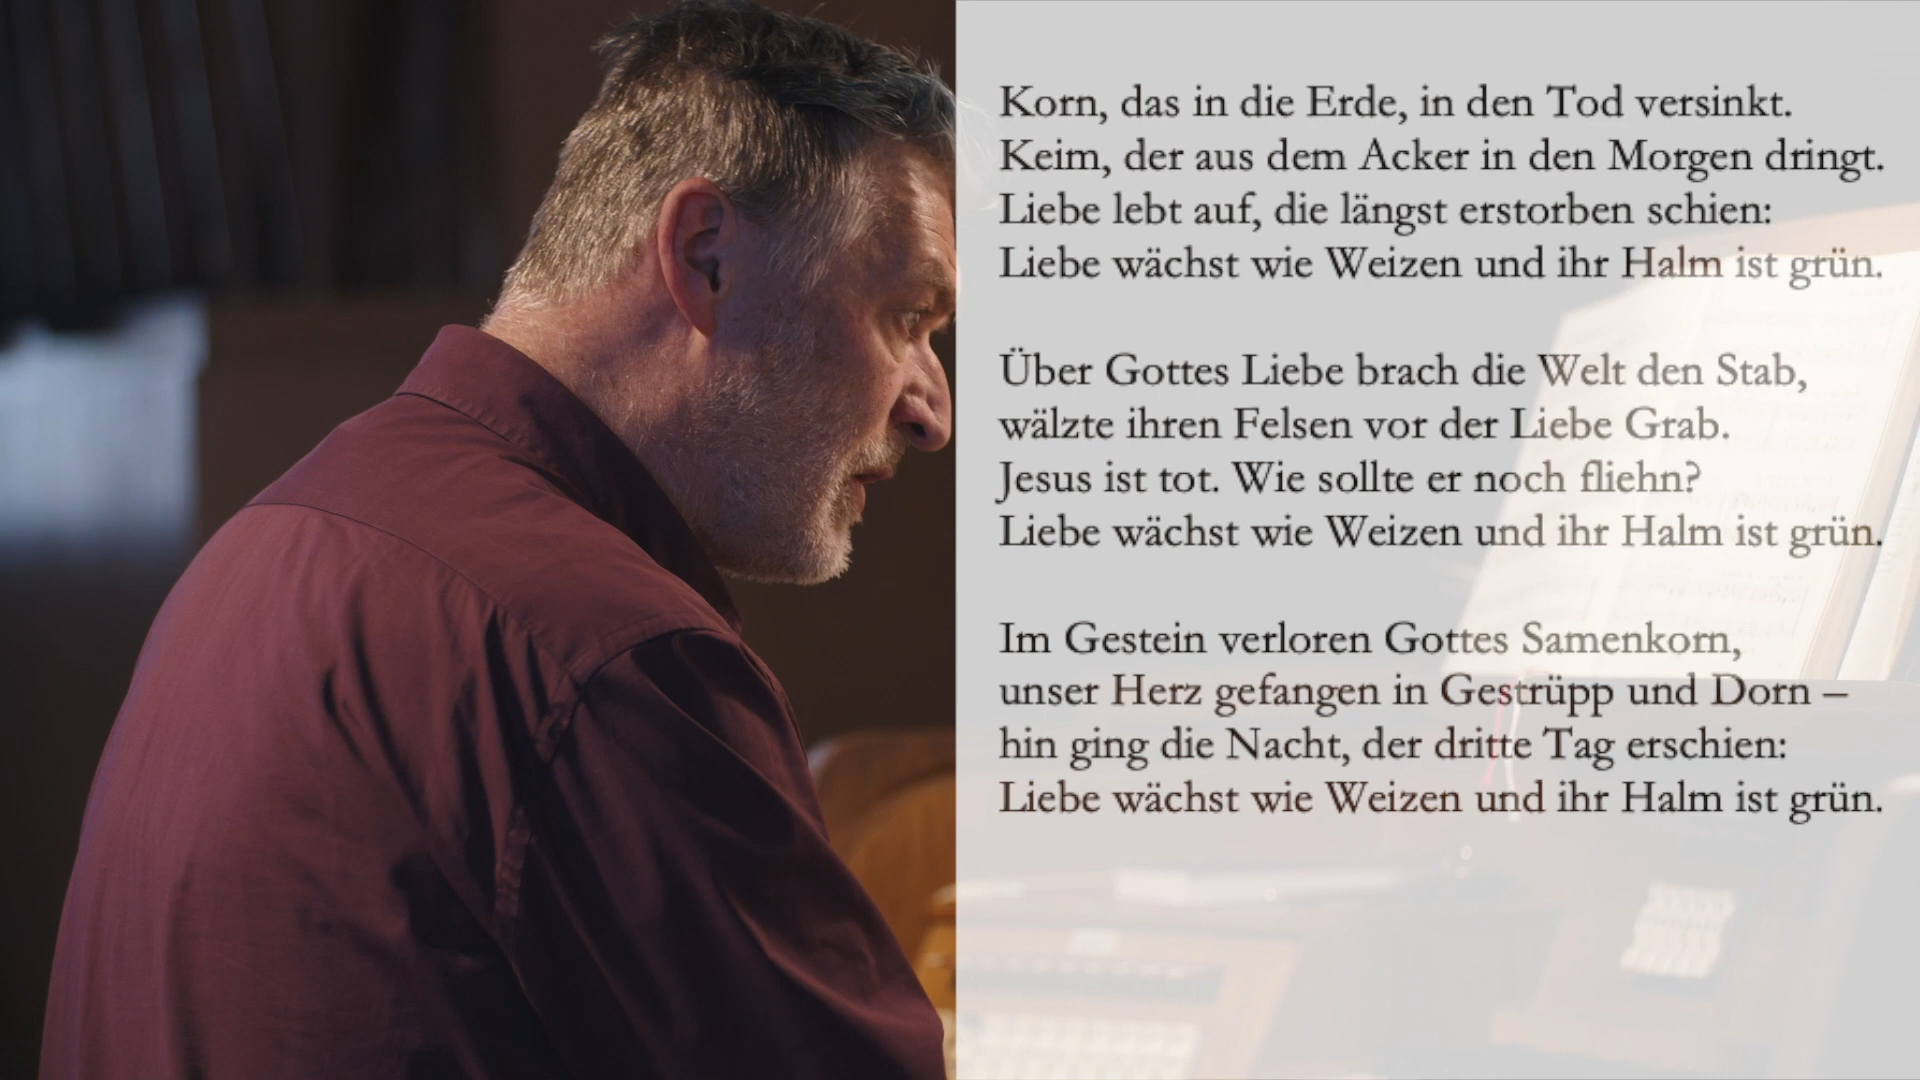 Korn, das in die Erde, in den Tod versinkt.
Keim, der aus dem Acker in den Morgen dringt.
Liebe lebt auf, die längst erstorben schien:
Liebe wächst wie Weizen und ihr Halm ist grün.
Über Gottes Liebe brach die Welt den Stab,
wälzte ihren Felsen vor der Liebe Grab.
Jesus ist tot. Wie sollte er noch fliehn?
Liebe wächst wie Weizen und ihr Halm ist grün.
Im Gestein verloren Gottes Samenkorn,
unser Herz gefangen in Gestrüpp und Dorn –
hin ging die Nacht, der dritte Tag erschien:
Liebe wächst wie Weizen und ihr Halm ist grün.